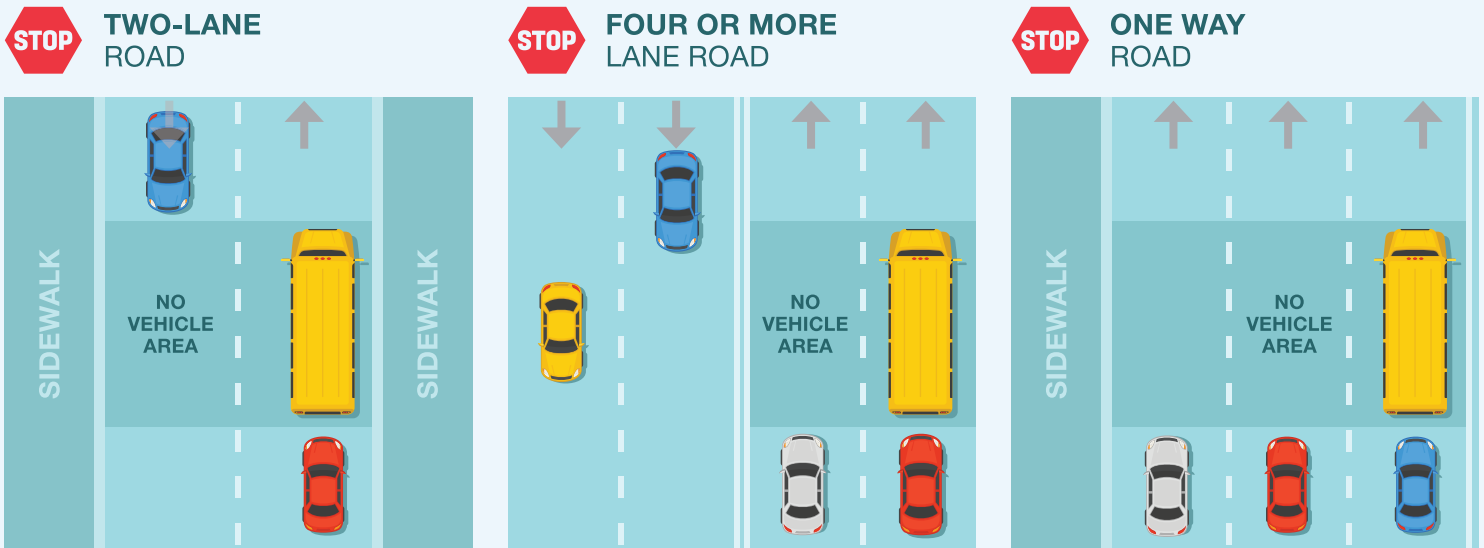 STOP
TWO-LANE
ROAD
SIDEWALK
NO
VEHICLE
AREA
SIDEWALK
STOP
FOUR OR MORE
LANE ROAD
NO
VEHICLE
AREA
STOP
ONE WAY
ROAD
SIDEWALK
NO
VEHICLE
AREA